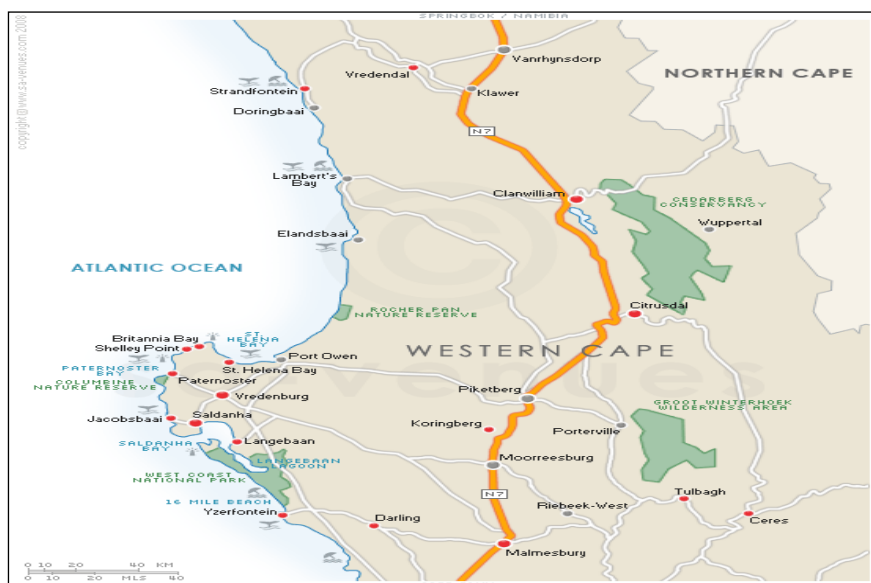 SPRINGBOK / NAMIBIA
copyright@www.sa-venues.com 2008
Vanrhynsdorp
Vredendal
NORTHERN CAPE
Strandfontein
Klawer
Doringbaai
N7
Lambert's
Bay
Clanwilliam
CEDARBERG
CONSERVANCY
Wuppertal
Elandsbaai
ATLANTIC OCEAN
Citrusdal
ROCHER PAN
NATURE RESERVE
Britannia Bay
ST.
HELENA
BAY
Shelley Point
Port Owen
WESTERN CAPE
St. Helena Bay
PATERNOSTER
BAY
Paternoster
COLUMBINE
NATURE RESERVE
Vredenburg
Piketberg
GROOT WINTERHOEK
WILDERNESS AREA
Jacobsbaai
Saldanha
Koringberg
Porterville
SALDANHA
BAY
Langebaan
LANGEBAAN
LAGOON
Moorreesburg
WEST COAST
NATIONAL PARK
N7
16 MILE BEACH
Tulbagh
Yzerfontein
Riebeek-West
Darling
Ceres
Malmesbury
0 10 20 40 KM
0 20 MLS 40